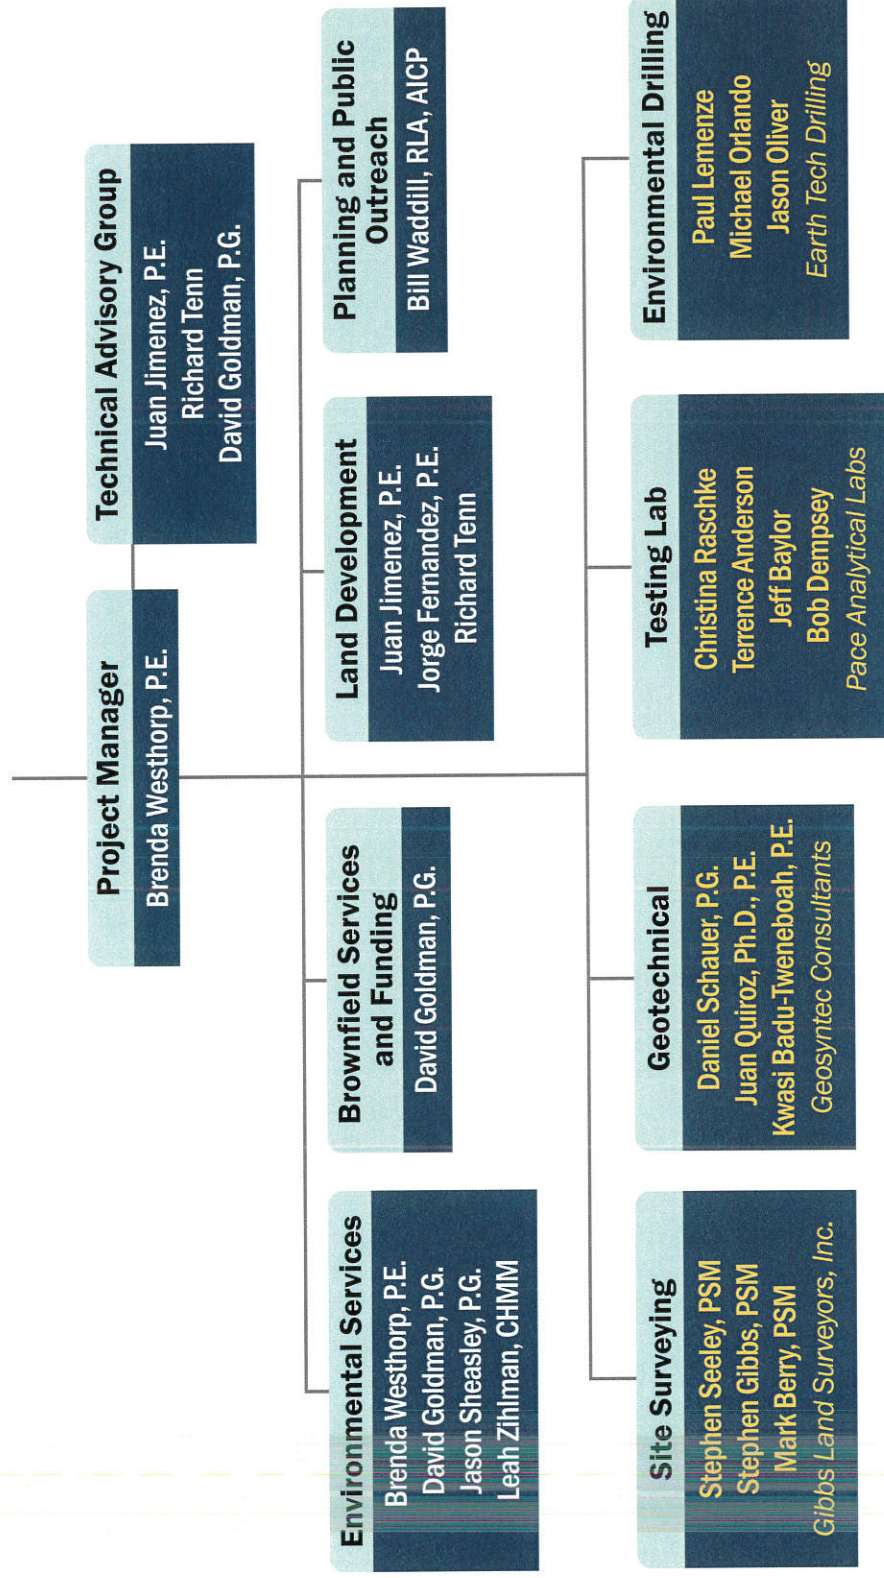 Project Manager
Brenda Westhorp, P.E.
Technical Advisory Group
Juan Jimenez, P.E.
Richard Tenn
David Goldman, P.G.
Environmental Services
Brenda Westhorp, P.E.
David Goldman, P.G.
Jason Sheasley, P.G.
Leah Zihlman, CHMM
Brownfield Services
and Funding
David Goldman, P.G.
Land Development
Juan Jimenez, P.E.
Jorge Fernandez, P.E.
Richard Tenn
Planning and Public
Outreach
Bill Waddill, RLA, AICP
Site Surveying
Stephen Seeley, PSM
Stephen Gibbs, PSM
Mark Berry, PSM
Gibbs Land Surveyors, Inc.
Geotechnical
Daniel Schauer, P.G.
Juan Quiroz, Ph.D., P.E.
Kwasi Badu-Tweneboah, P.E.
Geosyntec Consultants
Testing Lab
Christina Raschke
Terrence Anderson
Jeff Baylor
Bob Dempsey
Pace Analytical Labs
Environmental Drilling
Paul Lemenze
Michael Orlando
Jason Oliver
Earth Tech Drilling